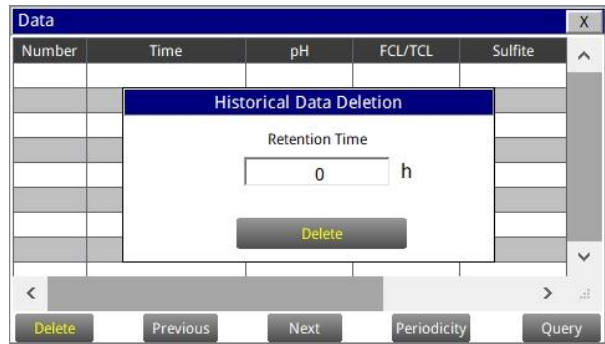 Data X
Number Time pH FCL/TCL Sulfite
Historical Data Deletion
Retention Time
0 h
Delete
Delete Previous Next Periodicity Query